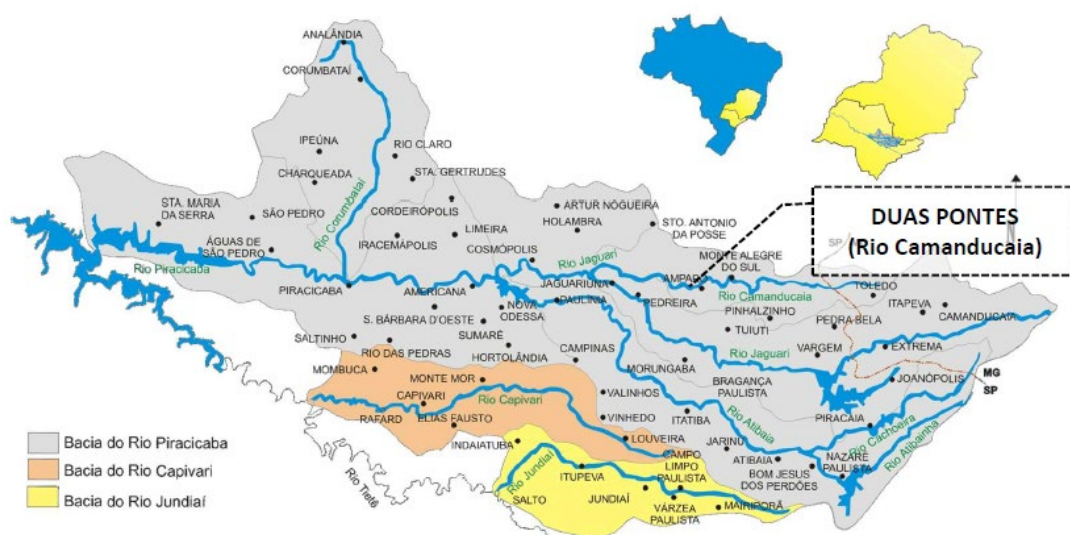 ANALÂNDIA
CORUMBATAÍ
IPEÚNA
RIO CLARO
CHARQUEADA
STA. GERTRUDES
STA. MARIA
DA SERRA
SÃO PEDRO
Rio Corumbataí
CORDEIRÓPOLIS
ARTUR NOGUEIRA
HOLAMBRA
STO. ANTONIO
DA POSSE
DUAS PONTES
(Rio Camanducaia)
SP
ÁGUAS DE
SÃO PEDRO
IRACEMÁPOLIS
LIMEIRA
COSMÓPOLIS
Rio Jaguari
MONTE ALEGRE
DO SUL
Rio Piracicaba
PIRACICABA
AMERICANA
JAGUARIUNA
AMPAD
TOLEDO
Rio Camanducaia
ITAPEVA
PAULÍNIA
PEDREIRA
NOVA
ODESSA
PINHALZINHO
PEDRA BELA
CAMANDUCAIA
S. BÁRBARA D'OESTE
TUIUTI
SALTINHO
SUMARÉ
RIO DAS PEDRAS
HORTOLÂNDIA
CAMPINAS
Rio Jaguari
VARGEM
EXTREMA
MOMBUCA
MORUNGABA
MG
SP
MONTE MOR
BRAGANÇA
PAULISTA
JOANÓPOLIS
CAPIVARI
Rio Capivari
VALINHOS
RAFARD
ELIAS FAUSTO
VINHEDO
ITATIBA
Rio Atibaia
PIRACAIA
Rio Cachoeira
Rio Atibainha
INDAIATUBA
LOUVEIRA
JARINU
ATIBAIA
NAZARÉ
PAULISTA
CAMPO
LIMPO
PAULISTA
BOM JESUS
DOS PERDÕES
Rio Tietê
Rio Jundiaí
ITUPEVA
SALTO
JUNDIAÍ
VÁRZEA
PAULISTA
MAIRIPORÃ
Bacia do Rio Piracicaba
Bacia do Rio Capivari
Bacia do Rio Jundiaí